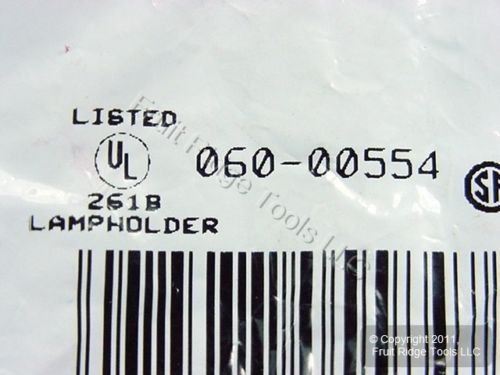 LISTED
UL
060-00554
SA
261B
LAMPHOLDER
Fruit Ridge Tools LLC
© Copyright 2011,
Fruit Ridge Tools LLC